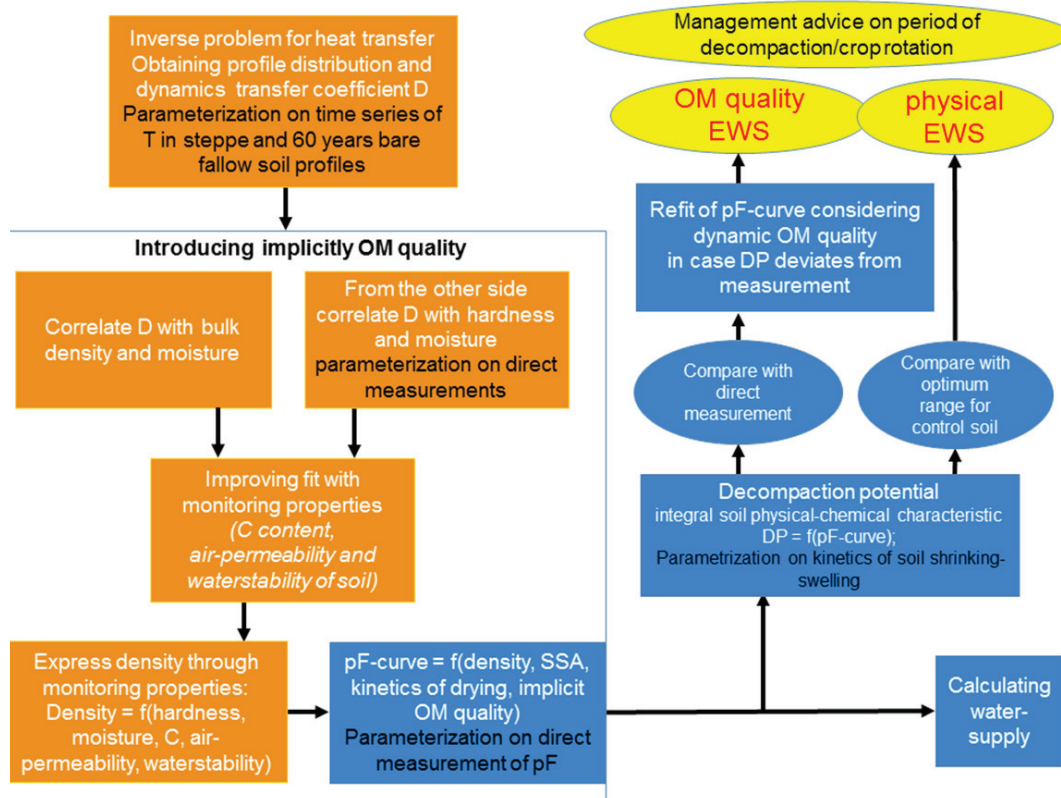 Inverse problem for heat transfer
Obtaining profile distribution and
dynamics transfer coefficient D
Parameterization on time series of
T in steppe and 60 years bare
fallow soil profiles
Introducing implicitly OM quality
Correlate D with bulk
density and moisture
From the other side
correlate D with hardness
and moisture
parameterization on direct
measurements
Improving fit with
monitoring properties
(C content,
air-permeability and
waterstability of soil)
Express density through
monitoring properties:
Density = f(hardness,
moisture, C, air-
permeability, waterstability)
pF-curve = f(density, SSA,
kinetics of drying, implicit
OM quality)
Parameterization on direct
measurement of pF
Management advice on period of
decompaction/crop rotation
OM quality
EWS
physical
EWS
Refit of pF-curve considering
dynamic OM quality
in case DP deviates from
measurement
Compare with
direct
measurement
Compare with
optimum
range for
control soil
Decompaction potential
integral soil physical-chemical characteristic
DP = f(pF-curve);
Parametrization on kinetics of soil shrinking-
swelling
Calculating
water-
supply